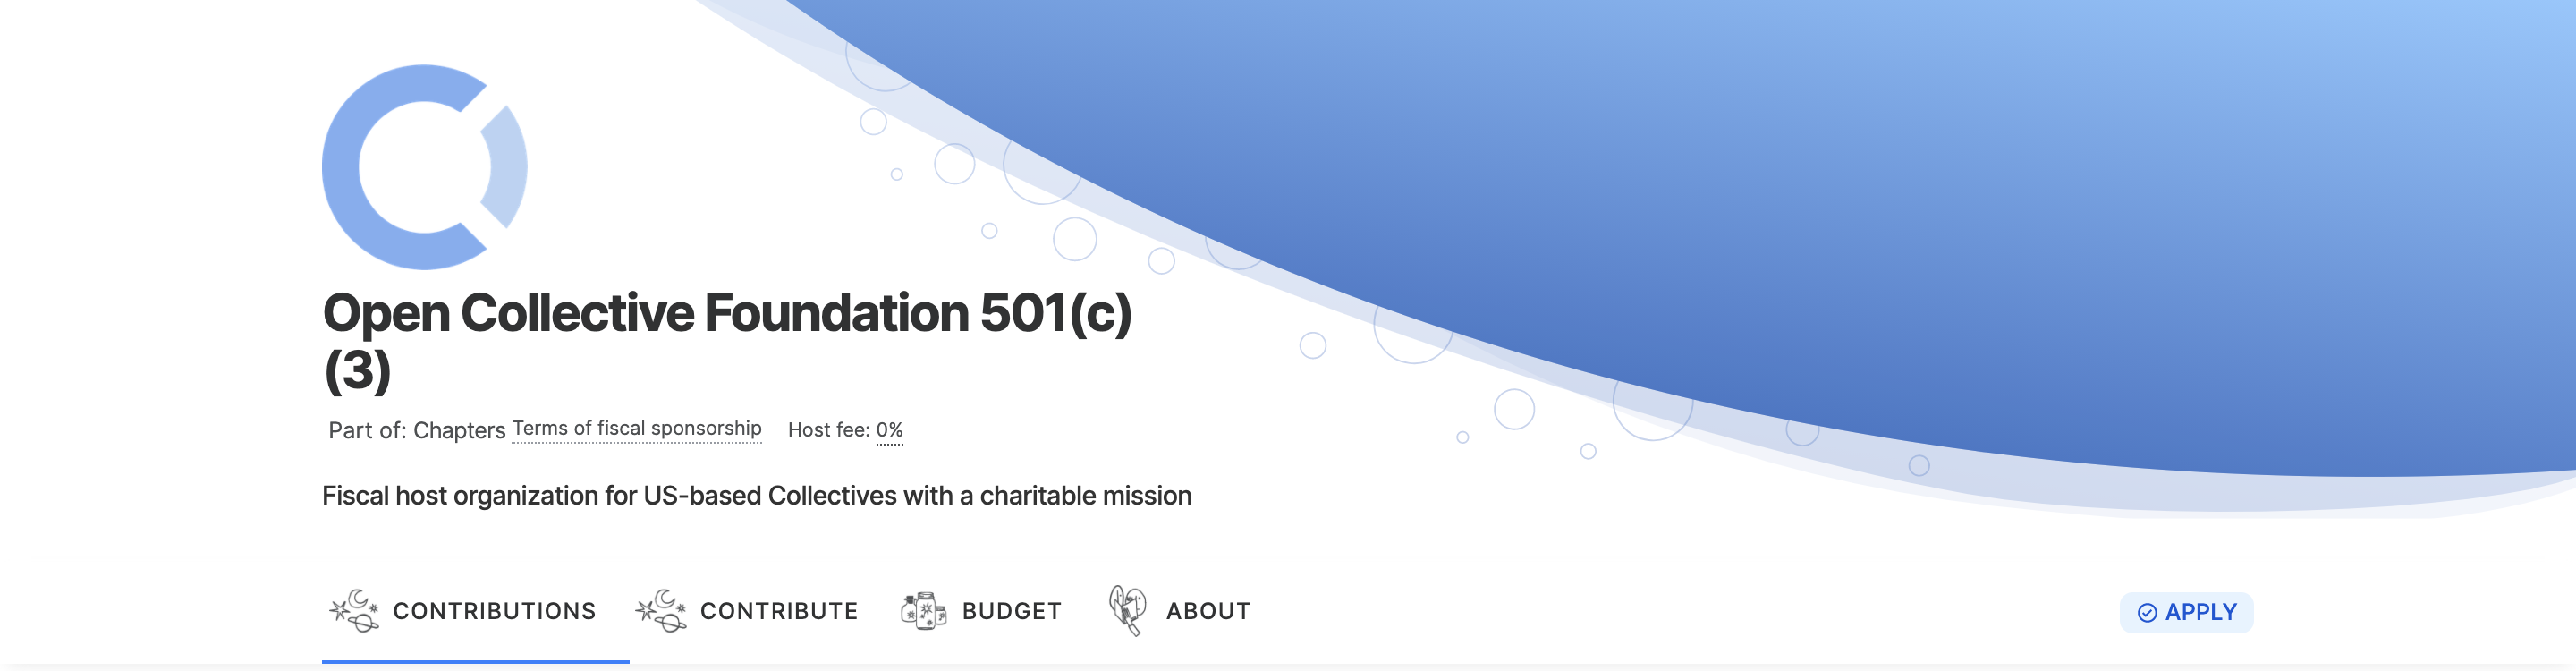 Open Collective Foundation 501(c)
(3)
Part of: Chapters Terms of fiscal sponsorship Host fee: 0%
Fiscal host organization for US-based Collectives with a charitable mission
CONTRIBUTIONS CONTRIBUTE BUDGET ABOUT APPLY